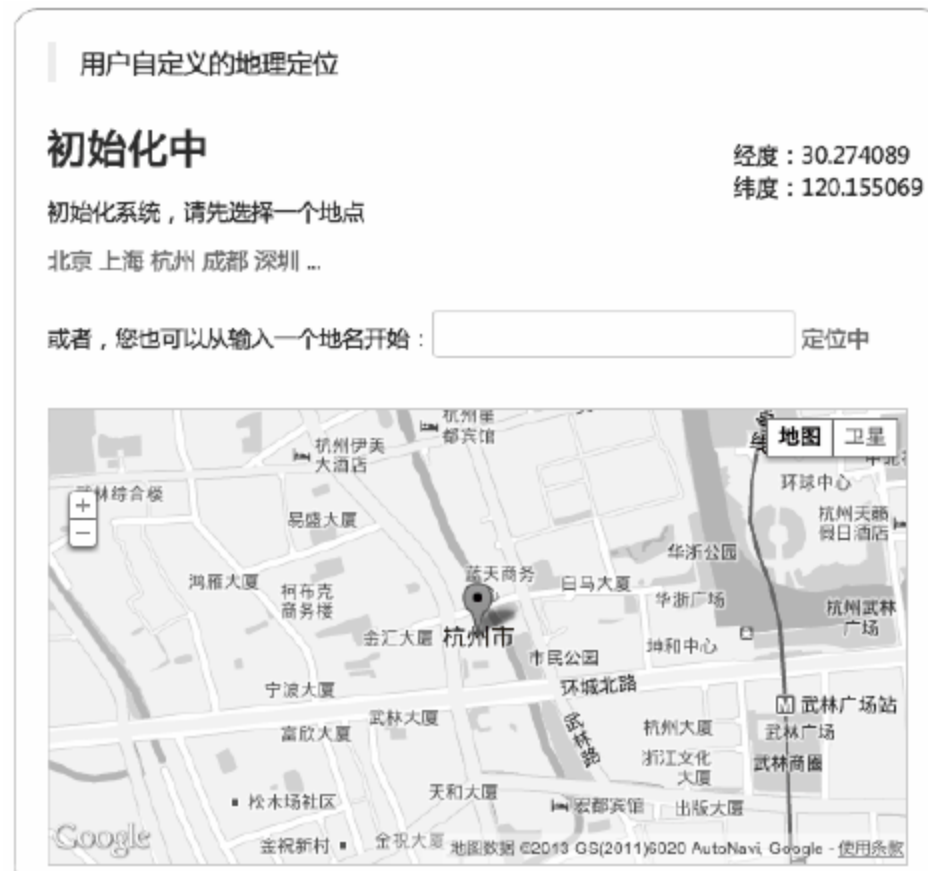 用户自定义的地理定位
初始化中
经度：30.274089
纬度：120.155069
初始化系统，请先选择一个地点
北京 上海 杭州 成都 深圳 ...
或者，您也可以从输入一个地名开始：
定位中
杭州星
都宾馆
地图
卫星
杭州伊美
大酒店
环球中心
林综合楼
+
−
易盛大厦
杭州天丽
假日酒店
华浙公园
蓝天商务
鸿雁大厦
白马大厦
柯布克
商务楼
华浙广场
杭州武林
广场
金汇大厦
杭州市
坤和中心
市民公园
宁波大厦
环城北路
武林大厦
M 武林广场站
富欣大厦
武林路
杭州大厦
武林广场
浙江文化
大厦
武林商圈
天和大厦
松木场社区
宏都宾馆
出版大厦
Google
金祝新村
金祝大厦
地图数据 ©2013 GS(2011)6020 AutoNavi, Google - 使用条款